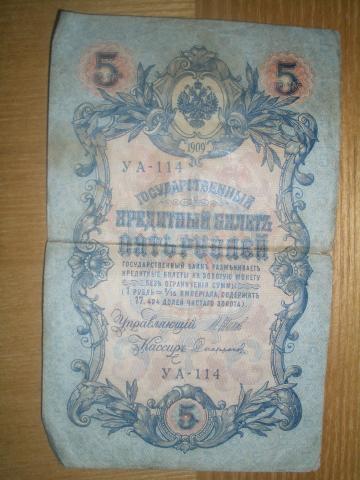 5 5
1909
УА-114
ГОСУДАРСТВЕННЫЙ
КРЕДИТНЫЙ БИЛЕТЪ
ПЯТЬ РУБЛЕЙ
ГОСУДАРСТВЕННЫЙ БАНКЪ РАЗМѢНИВАЕТЪ
КРЕДИТНЫЕ БИЛЕТЫ НА ЗОЛОТУЮ МОНЕТУ
БЕЗЪ ОГРАНИЧЕНІЯ СУММЫ
(1 РУБЛЬ = 1/15 ИМПЕРІАЛА, СОДЕРЖИТЪ
17,424 ДОЛЕЙ ЧИСТАГО ЗОЛОТА).
Управляющій
Кассиръ
УА-114
5